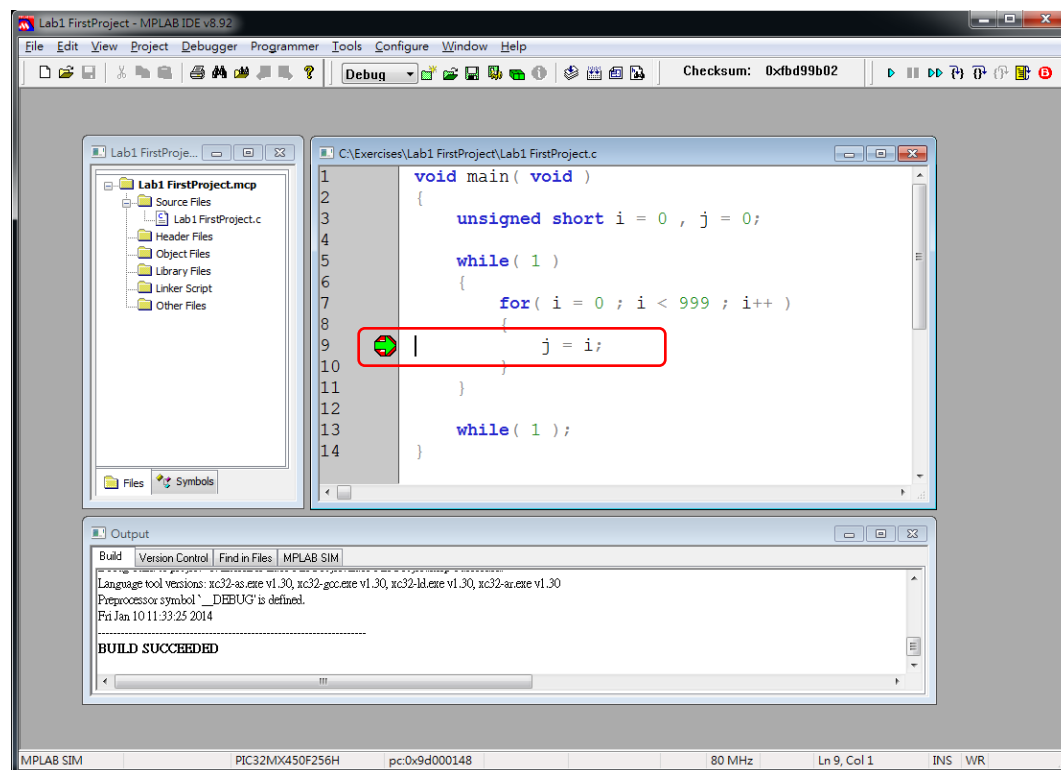 Lab1 FirstProject - MPLAB IDE v8.92
File Edit View Project Debugger Programmer Tools Configure Window Help
Debug Checksum: 0xfbd99b02
Lab1 FirstProje...
Lab1 FirstProject.mcp
Source Files
Lab1 FirstProject.c
Header Files
Object Files
Library Files
Linker Script
Other Files
Files Symbols
C:\Exercises\Lab1 FirstProject\Lab1 FirstProject.c
1 void main( void )
2 {
3 unsigned short i = 0 , j = 0;
4
5 while( 1 )
6 {
7 for( i = 0 ; i < 999 ; i++ )
8 {
9 j = i;
10 }
11 }
12
13 while( 1 );
14 }
Output
Build Version Control Find in Files MPLAB SIM
Language tool versions: xc32-as.exe v1.30, xc32-gcc.exe v1.30, xc32-ld.exe v1.30, xc32-ar.exe v1.30
Preprocessor symbol `__DEBUG' is defined.
Fri Jan 10 11:33:25 2014
----------------------------------------------------------------------
BUILD SUCCEEDED
MPLAB SIM PIC32MX450F256H pc:0x9d000148 80 MHz Ln 9, Col 1 INS WR